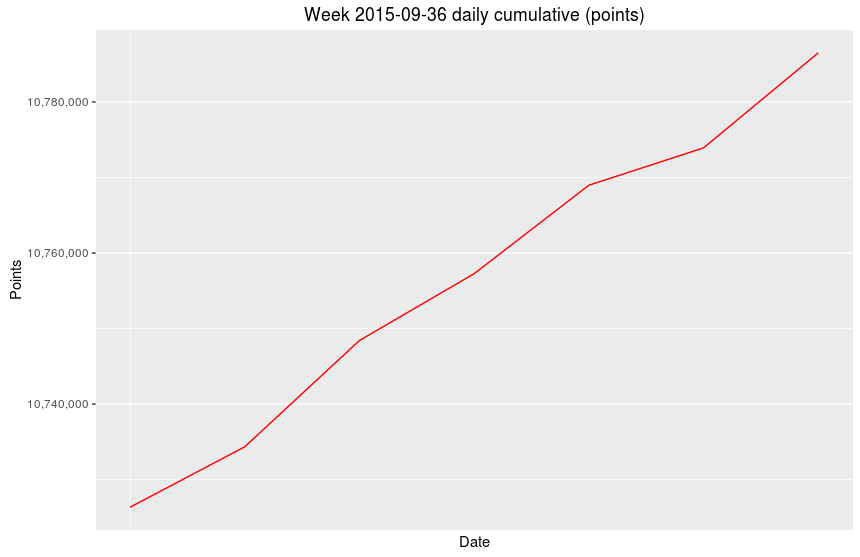 Week 2015-09-36 daily cumulative (points)
10,780,000
10,760,000
10,740,000
Points
Date